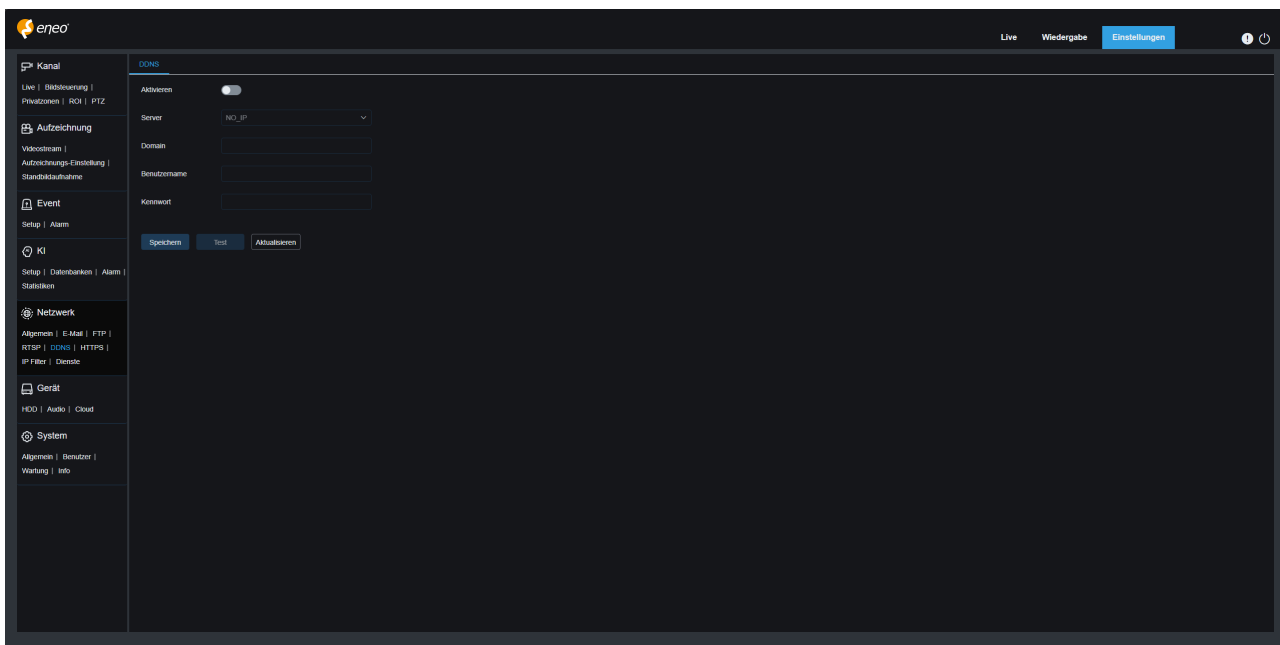 eneo
Live Wiedergabe Einstellungen
Kanal
Live | Bildsteuerung |
Privatzonen | ROI | PTZ
Aufzeichnung
Videostream |
Aufzeichnungs-Einstellung |
Standbildaufnahme
Event
Setup | Alarm
KI
Setup | Datenbanken | Alarm |
Statistiken
Netzwerk
Allgemein | E-Mail | FTP |
RTSP | DDNS | HTTPS |
IP Filter | Dienste
Gerät
HDD | Audio | Cloud
System
Allgemein | Benutzer |
Wartung | Info
DDNS
Aktivieren
Server NO_IP
Domain
Benutzername
Kennwort
Speichern Test Aktualisieren